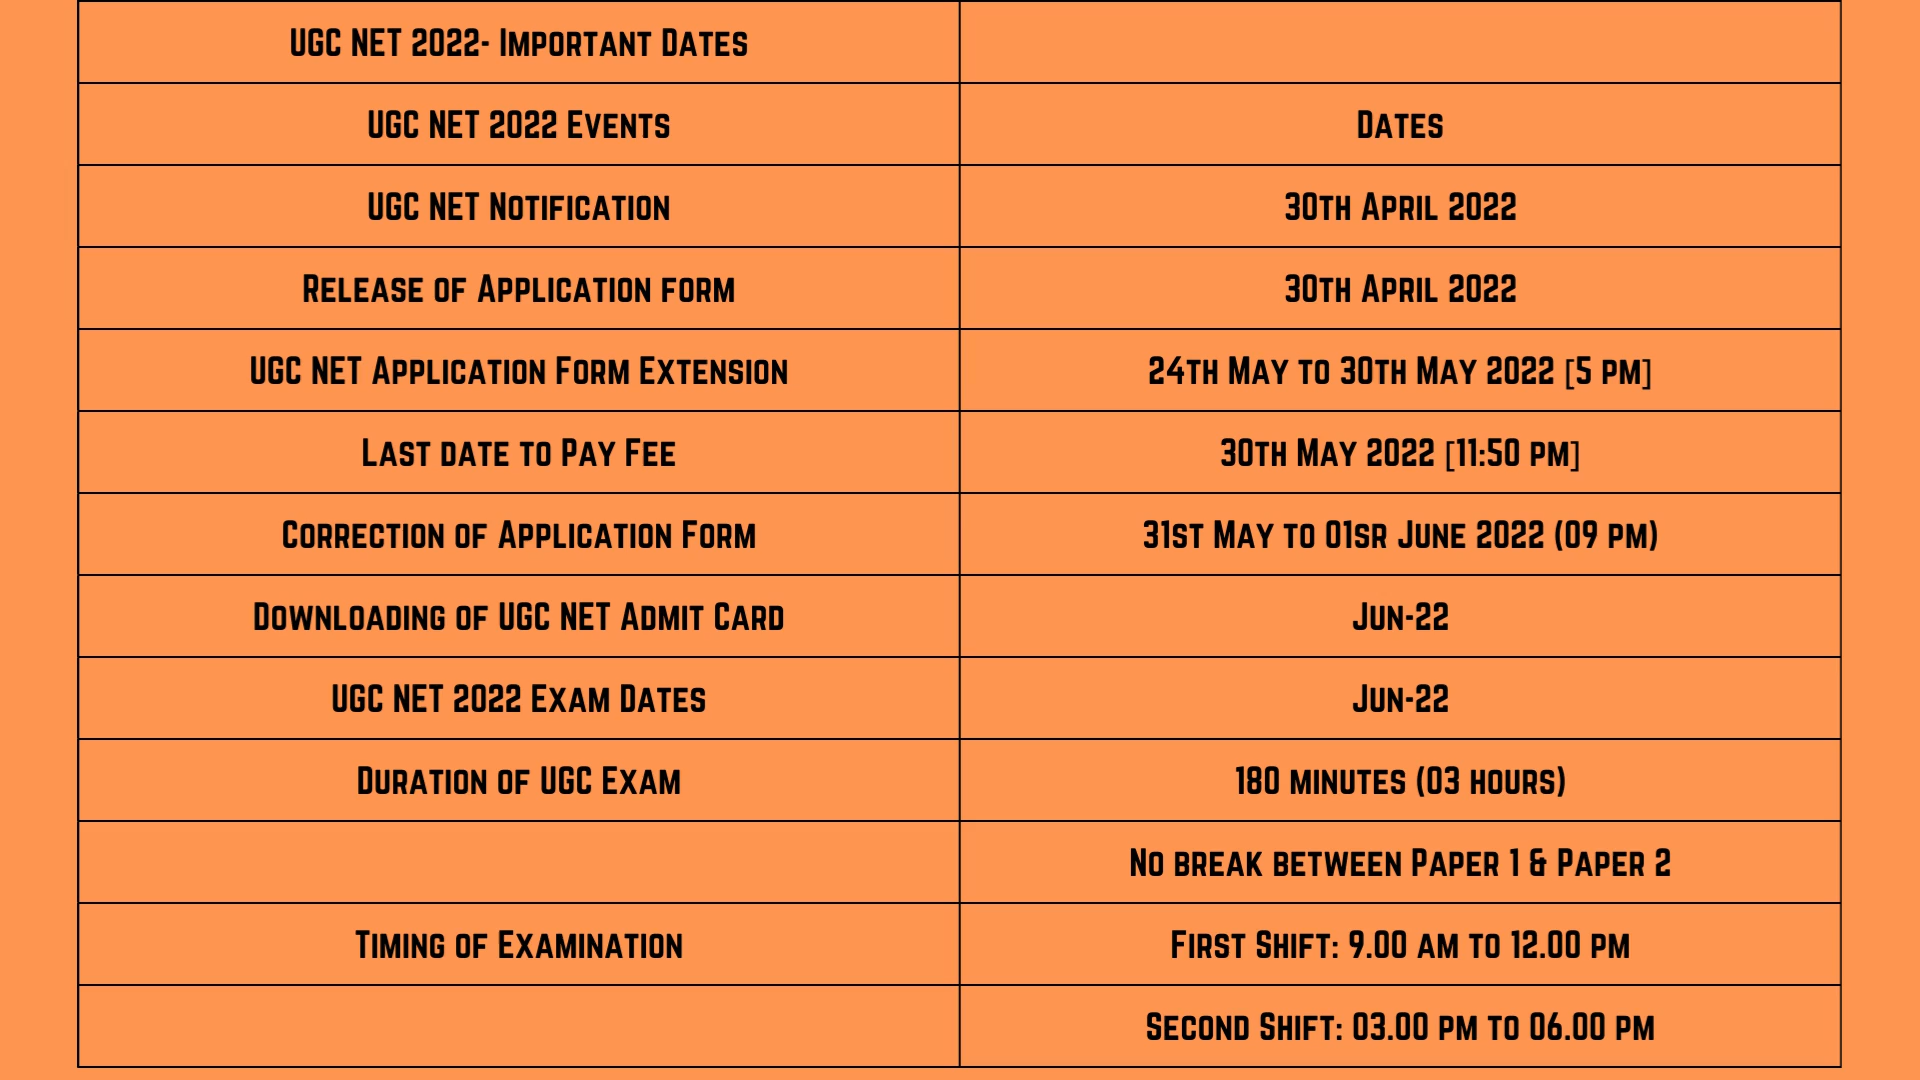 UGC NET 2022- Important Dates
UGC NET 2022 Events
Dates
UGC NET Notification
30th April 2022
Release of Application form
30th April 2022
UGC NET Application Form Extension
24th May to 30th May 2022 [5 pm]
Last date to Pay Fee
30th May 2022 [11:50 pm]
Correction of Application Form
31st May to 01sr June 2022 (09 pm)
Downloading of UGC NET Admit Card
Jun-22
UGC NET 2022 Exam Dates
Jun-22
Duration of UGC Exam
180 minutes (03 hours)
No break between Paper 1 & Paper 2
Timing of Examination
First Shift: 9.00 am to 12.00 pm
Second Shift: 03.00 pm to 06.00 pm